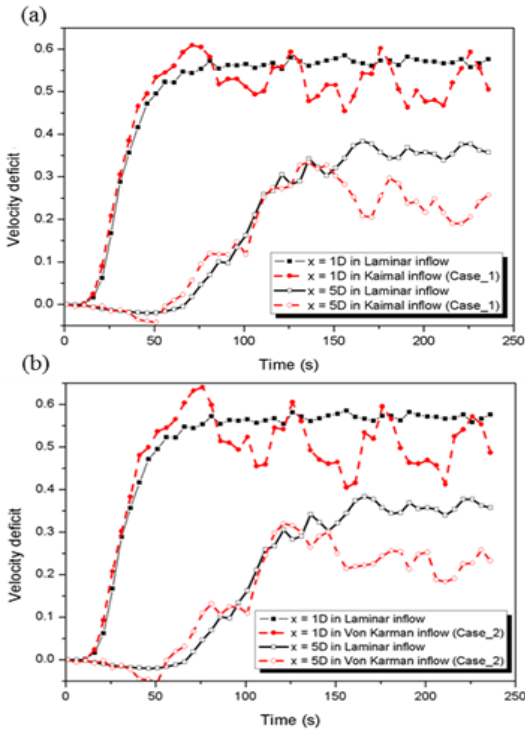 (a)
0.6
0.5
0.4
0.3
0.2
0.1
0.0
Velocity deficit
x = 1D in Laminar inflow
x = 1D in Kaimal inflow (Case_1)
x = 5D in Laminar inflow
x = 5D in Kaimal inflow (Case_1)
0 50 100 150 200 250
Time (s)
(b)
0.6
0.5
0.4
0.3
0.2
0.1
0.0
Velocity deficit
x = 1D in Laminar inflow
x = 1D in Von Karman inflow (Case_2)
x = 5D in Laminar inflow
x = 5D in Von Karman inflow (Case_2)
0 50 100 150 200 250
Time (s)